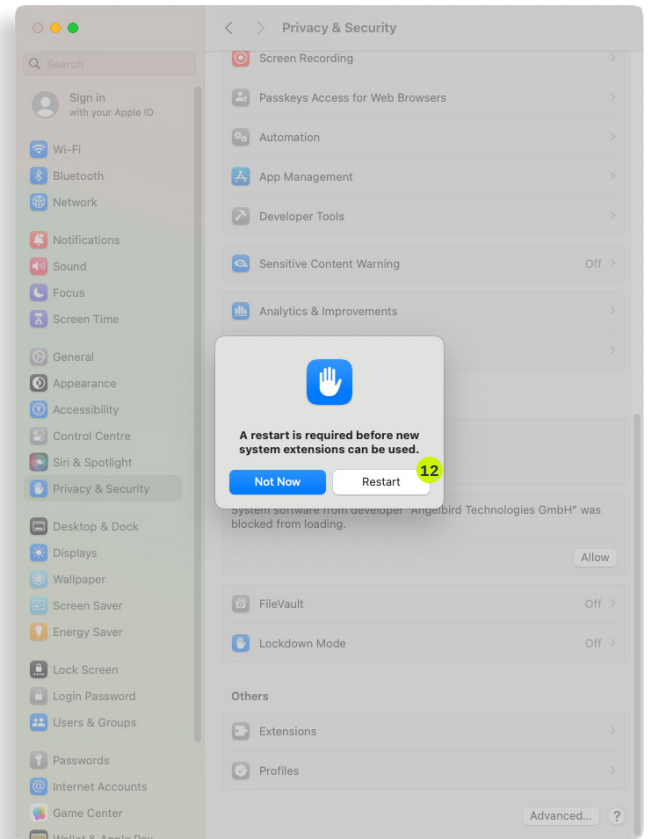 Privacy & Security
Search
Sign in
with your Apple ID
Wi-Fi
Bluetooth
Network
Notifications
Sound
Focus
Screen Time
General
Appearance
Accessibility
Control Centre
Siri & Spotlight
Privacy & Security
Desktop & Dock
Displays
Wallpaper
Screen Saver
Energy Saver
Lock Screen
Login Password
Users & Groups
Passwords
Internet Accounts
Game Center
Wallet & Apple Pay
Screen Recording
Passkeys Access for Web Browsers
Automation
App Management
Developer Tools
Sensitive Content Warning Off
Analytics & Improvements
A restart is required before new
system extensions can be used.
Not Now Restart 12
System software from developer "Angelbird Technologies GmbH" was
blocked from loading.
Allow
FileVault Off
Lockdown Mode Off
Others
Extensions
Profiles
Advanced... ?